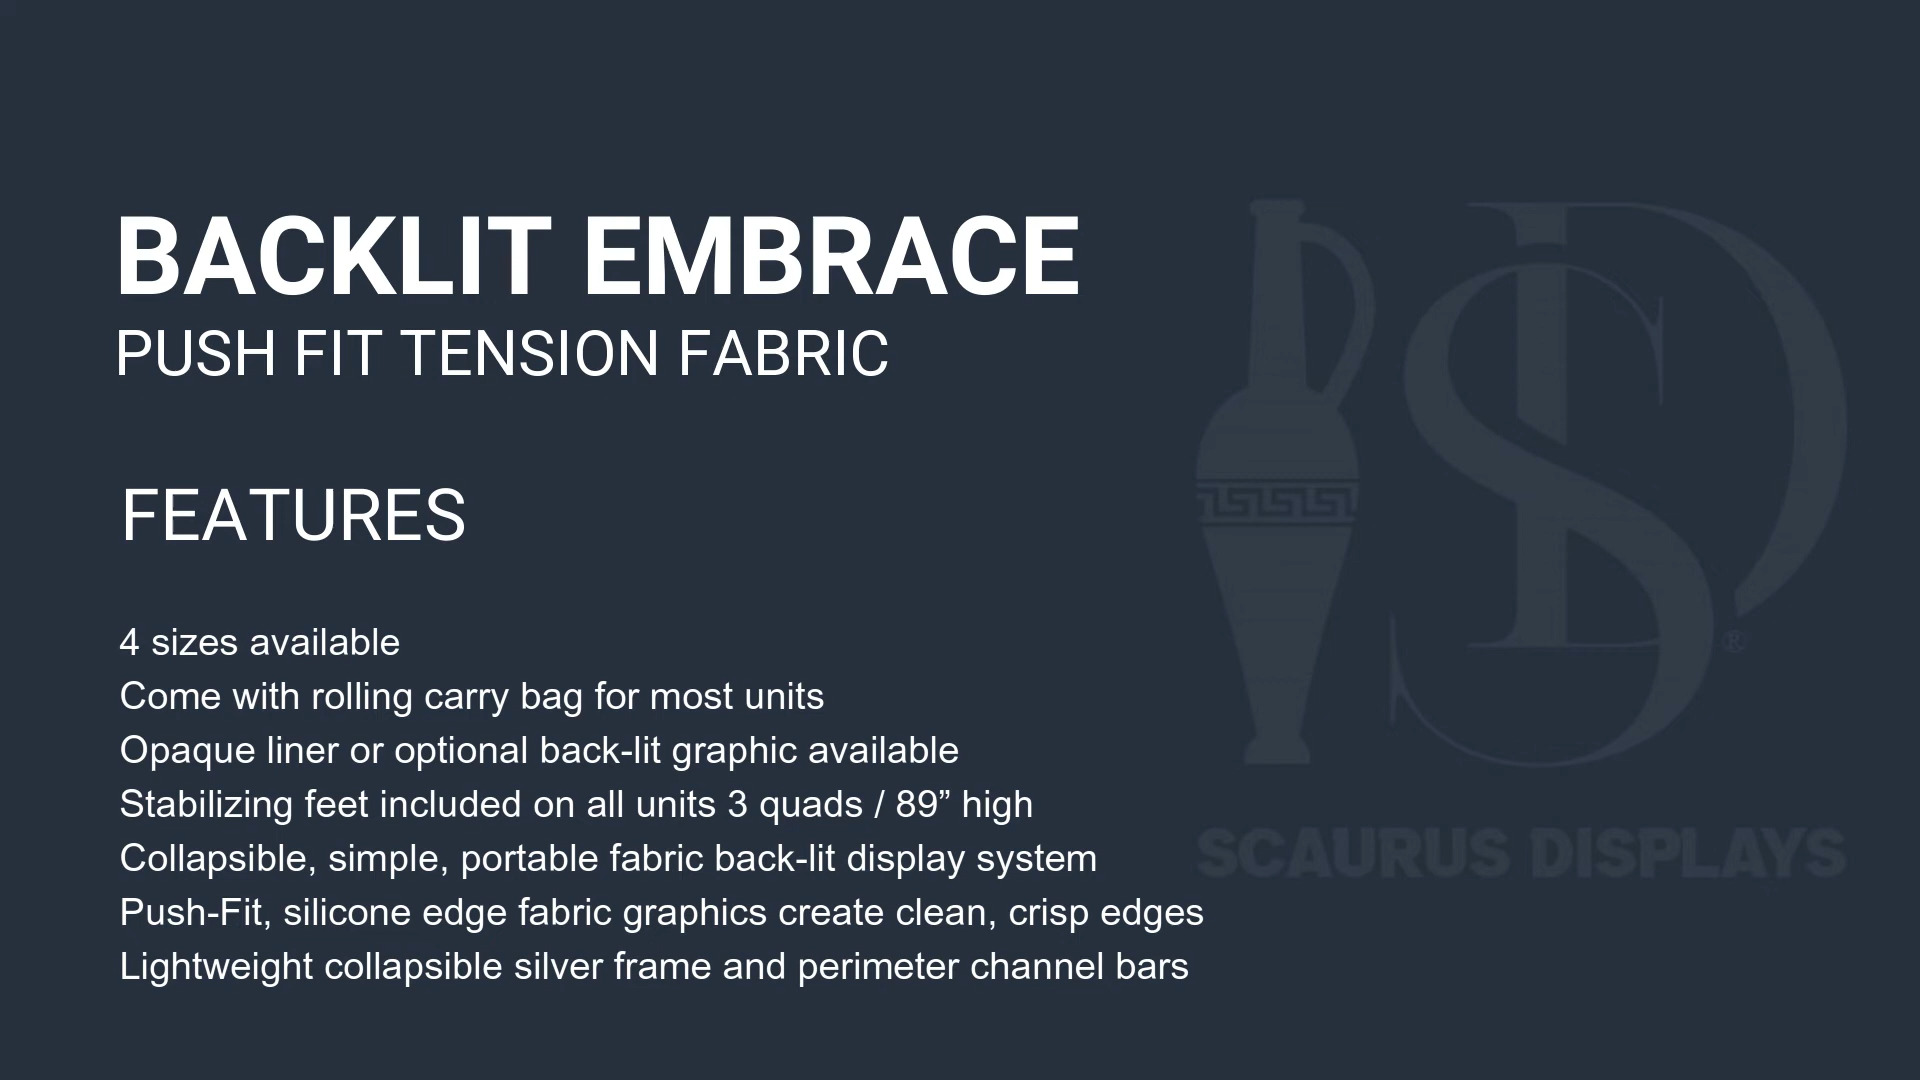 BACKLIT EMBRACE
PUSH FIT TENSION FABRIC
FEATURES
4 sizes available
Come with rolling carry bag for most units
Opaque liner or optional back-lit graphic available
Stabilizing feet included on all units 3 quads / 89” high
Collapsible, simple, portable fabric back-lit display system
Push-Fit, silicone edge fabric graphics create clean, crisp edges
Lightweight collapsible silver frame and perimeter channel bars
SD
®
SCAURUS DISPLAYS